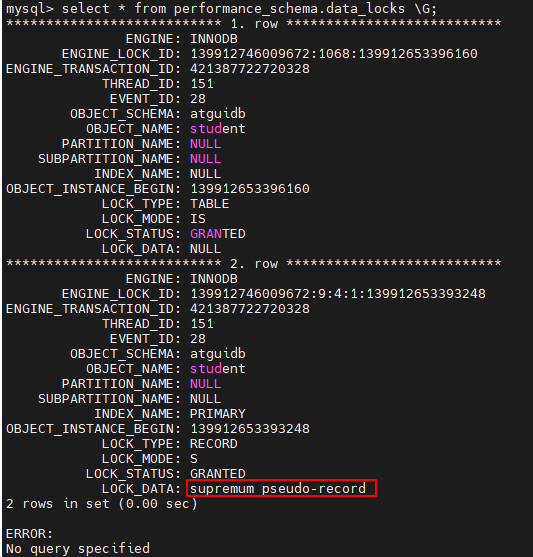 mysql> select * from performance_schema.data_locks \G;
*************************** 1. row ***************************
ENGINE: INNODB
ENGINE_LOCK_ID: 139912746009672:1068:139912653396160
ENGINE_TRANSACTION_ID: 421387722720328
THREAD_ID: 151
EVENT_ID: 28
OBJECT_SCHEMA: atguidb
OBJECT_NAME: student
PARTITION_NAME: NULL
SUBPARTITION_NAME: NULL
INDEX_NAME: NULL
OBJECT_INSTANCE_BEGIN: 139912653396160
LOCK_TYPE: TABLE
LOCK_MODE: IS
LOCK_STATUS: GRANTED
LOCK_DATA: NULL
*************************** 2. row ***************************
ENGINE: INNODB
ENGINE_LOCK_ID: 139912746009672:9:4:1:139912653393248
ENGINE_TRANSACTION_ID: 421387722720328
THREAD_ID: 151
EVENT_ID: 28
OBJECT_SCHEMA: atguidb
OBJECT_NAME: student
PARTITION_NAME: NULL
SUBPARTITION_NAME: NULL
INDEX_NAME: PRIMARY
OBJECT_INSTANCE_BEGIN: 139912653393248
LOCK_TYPE: RECORD
LOCK_MODE: S
LOCK_STATUS: GRANTED
LOCK_DATA: supremum pseudo-record
2 rows in set (0.00 sec)
ERROR:
No query specified